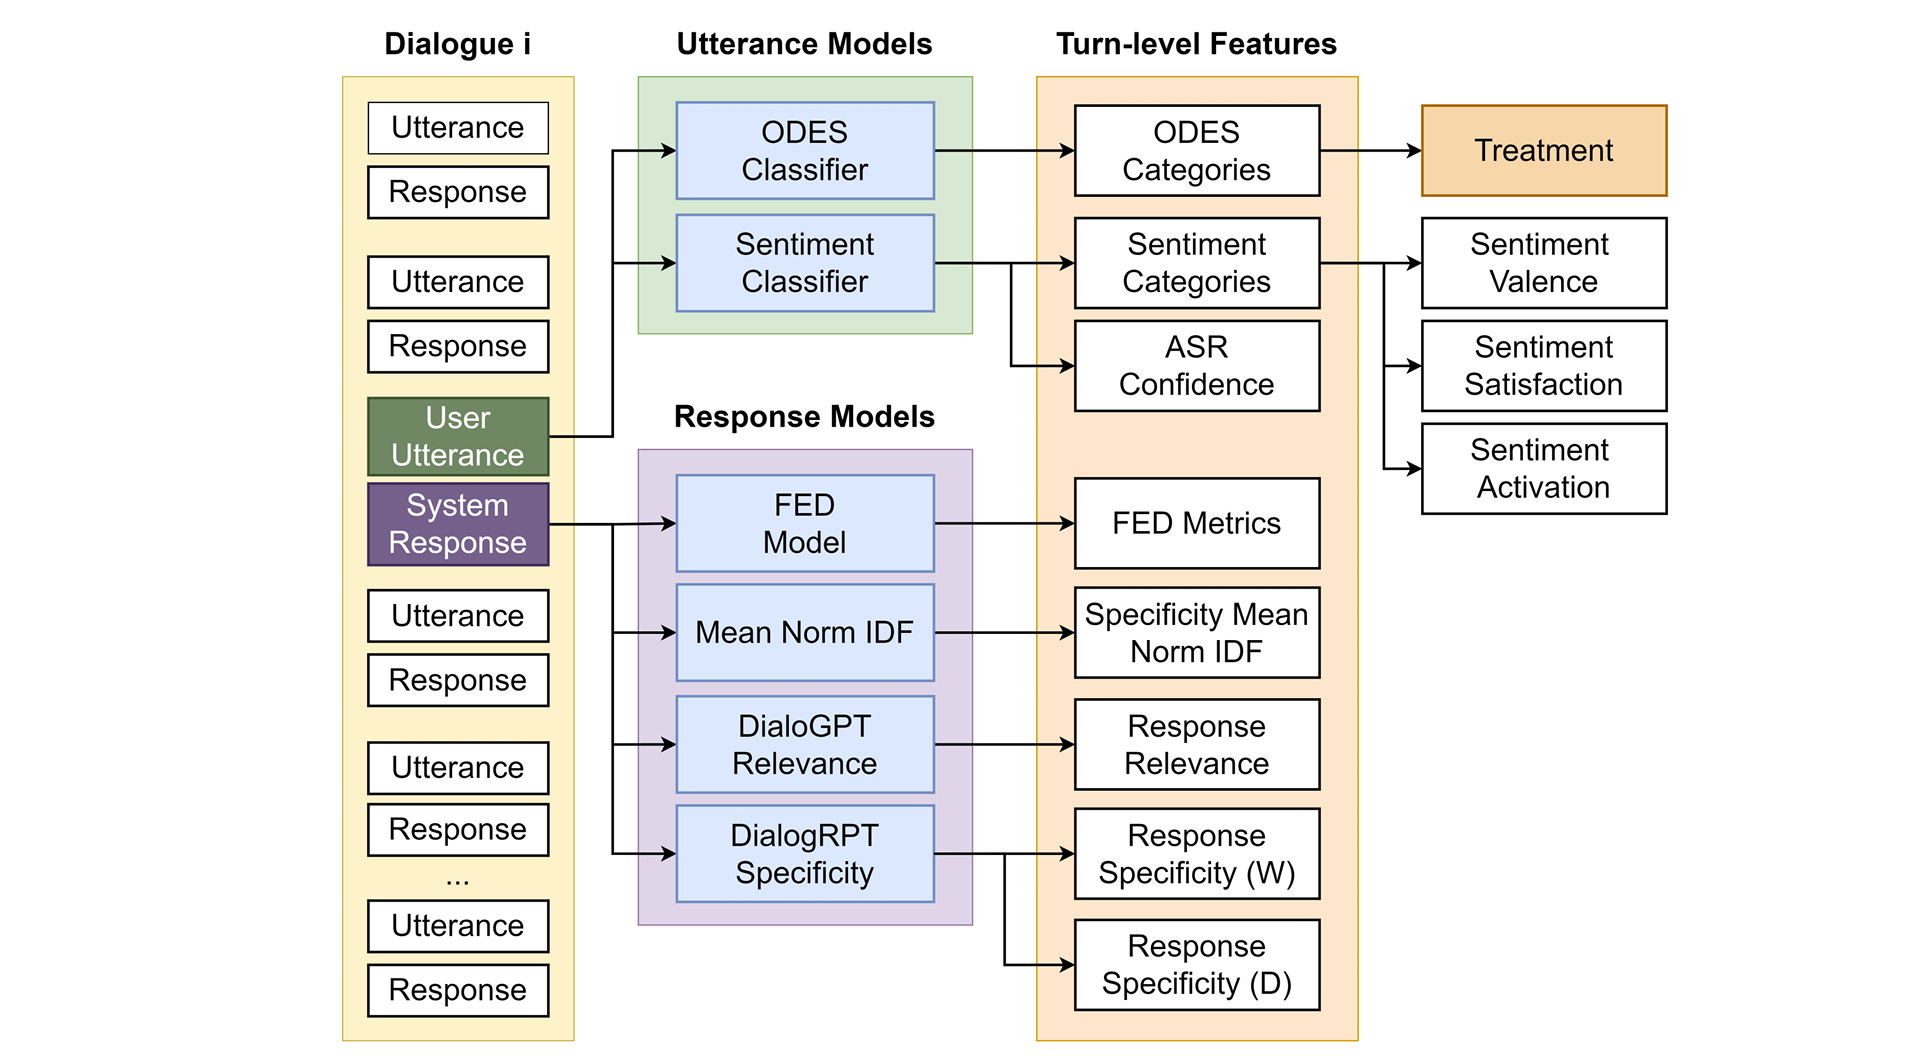 Dialogue i
Utterance
Response
Utterance
Response
User
Utterance
System
Response
Utterance
Response
Utterance
Response
...
Utterance
Response
Utterance Models
ODES
Classifier
Sentiment
Classifier
Response Models
FED
Model
Mean Norm IDF
DialoGPT
Relevance
DialogRPT
Specificity
Turn-level Features
ODES
Categories
Sentiment
Categories
ASR
Confidence
FED Metrics
Specificity Mean
Norm IDF
Response
Relevance
Response
Specificity (W)
Response
Specificity (D)
Treatment
Sentiment
Valence
Sentiment
Satisfaction
Sentiment
Activation